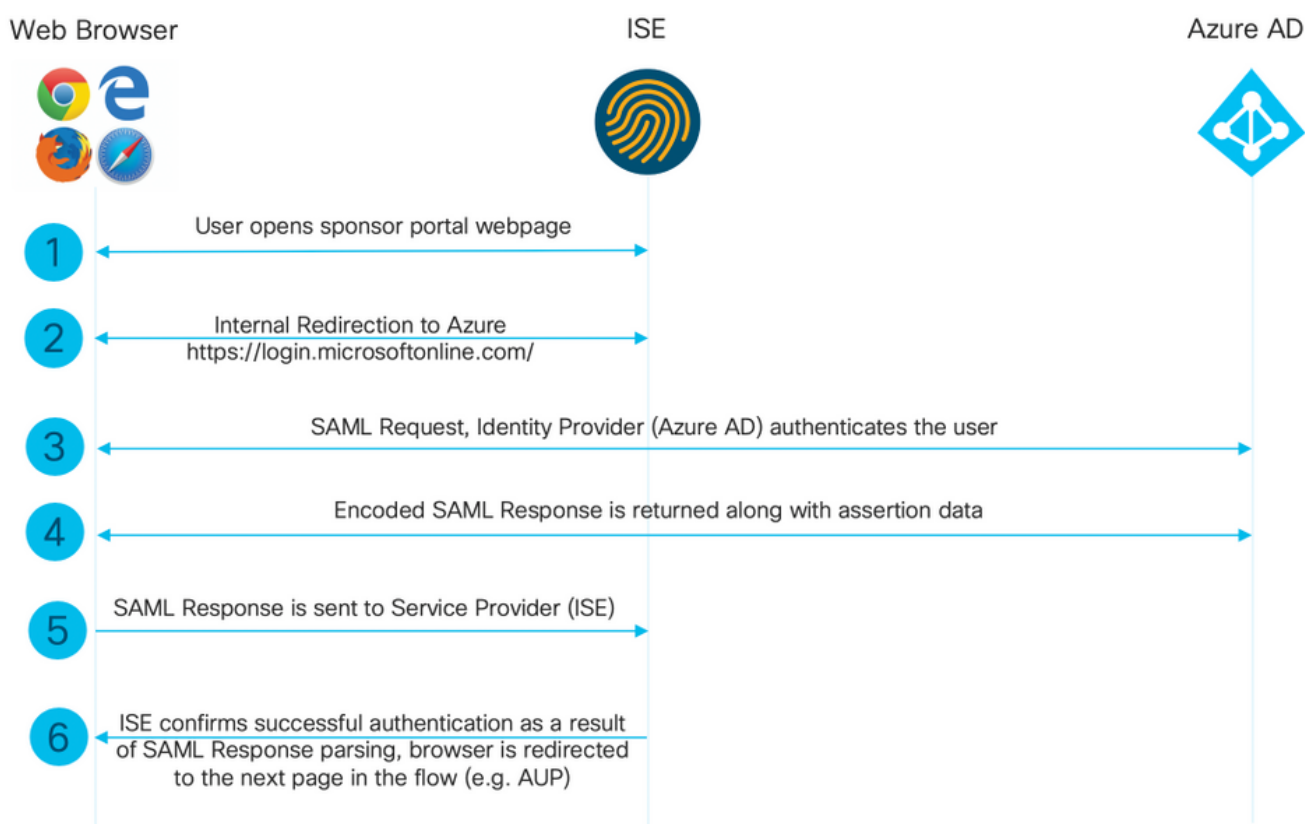 Web Browser
ISE
Azure AD
1
User opens sponsor portal webpage
2
Internal Redirection to Azure
https://login.microsoftonline.com/
3
SAML Request, Identity Provider (Azure AD) authenticates the user
4
Encoded SAML Response is returned along with assertion data
5
SAML Response is sent to Service Provider (ISE)
6
ISE confirms successful authentication as a result
of SAML Response parsing, browser is redirected
to the next page in the flow (e.g. AUP)